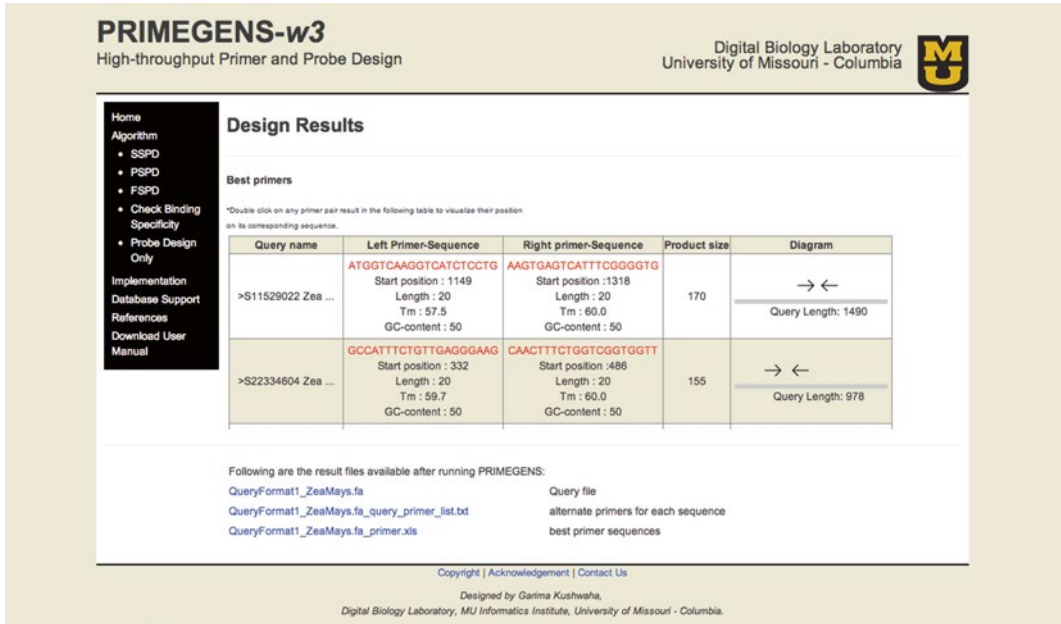 PRIMEGENS-w3
High-throughput Primer and Probe Design
Digital Biology Laboratory
University of Missouri - Columbia
MU
Home
Algorithm
• SSPD
• PSPD
• FSPD
• Check Binding
Specificity
• Probe Design
Only
Implementation
Database Support
References
Download User
Manual
Design Results
Best primers
*Double click on any primer pair result in the following table to visualize their position
on its corresponding sequence.
Query name Left Primer-Sequence Right primer-Sequence Product size Diagram
ATGGTCAAGGTCATCTCCTG AAGTGAGTCATTTCGGGGTG
Start position : 1149 Start position :1318
>S11529022 Zea ... Length : 20 Length : 20 170
Tm : 57.5 Tm : 60.0 Query Length: 1490
GC-content : 50 GC-content : 50
GCCATTTCTGTTGAGGGAAG CAACTTTCTGGTCGGTGGTT
Start position : 332 Start position :486
>S22334604 Zea ... Length : 20 Length : 20 155
Tm : 59.7 Tm : 60.0 Query Length: 978
GC-content : 50 GC-content : 50
Following are the result files available after running PRIMEGENS:
QueryFormat1_ZeaMays.fa Query file
QueryFormat1_ZeaMays.fa_query_primer_list.txt alternate primers for each sequence
QueryFormat1_ZeaMays.fa_primer.xls best primer sequences
Copyright | Acknowledgement | Contact Us
Designed by Garima Kushwaha,
Digital Biology Laboratory, MU Informatics Institute, University of Missouri - Columbia.